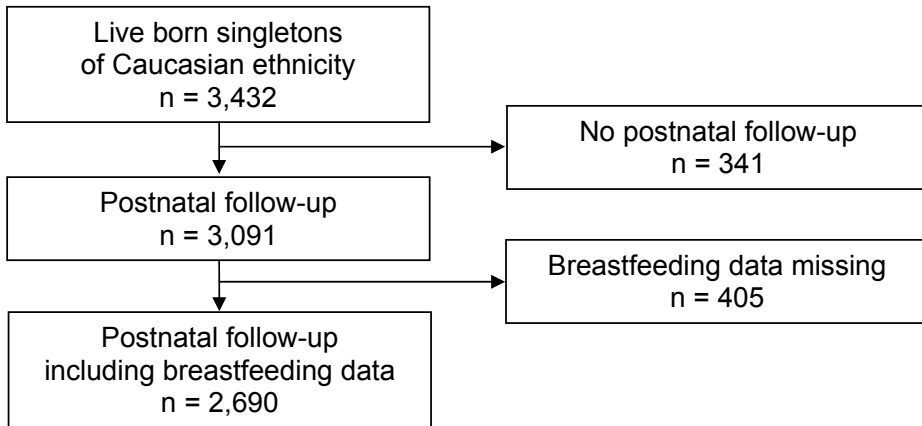 Live born singletons
of Caucasian ethnicity
n = 3,432
No postnatal follow-up
n = 341
Postnatal follow-up
n = 3,091
Breastfeeding data missing
n = 405
Postnatal follow-up
including breastfeeding data
n = 2,690